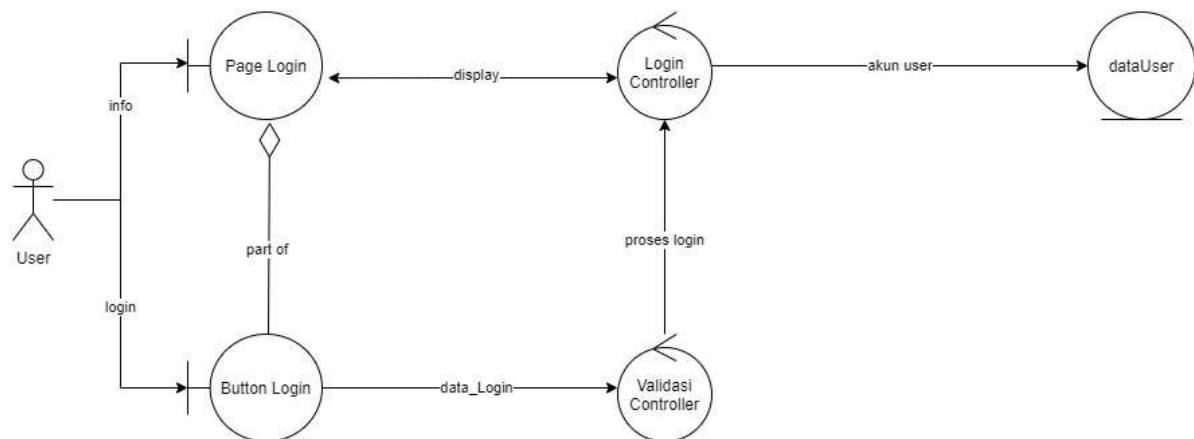 Page Login
display
Login
Controller
akun user
dataUser
info
User
part of
proses login
login
Button Login
data_Login
Validasi
Controller